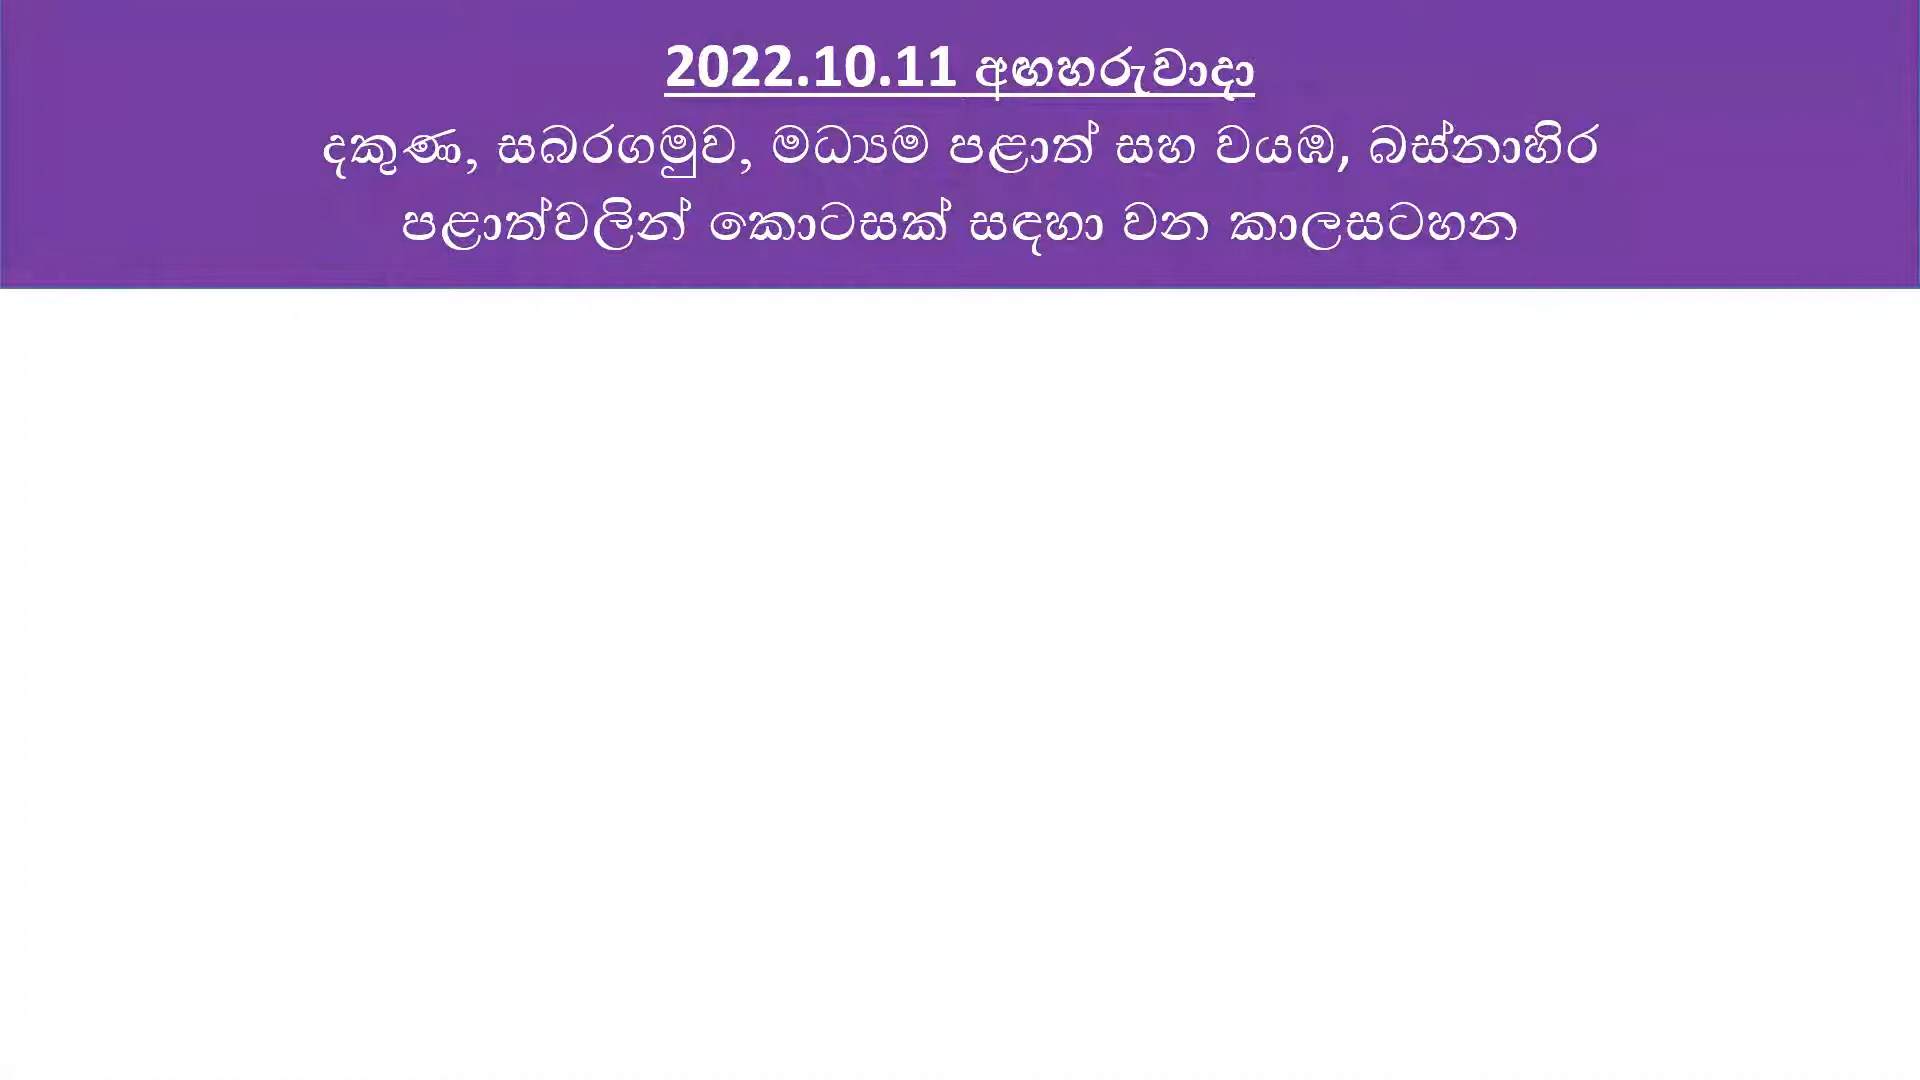 2022.10.11 අඟහරුවාදා
දකුණ, සබරගමුව, මධ්‍යම පළාත් සහ වයඹ, බස්නාහිර
පළාත්වලින් කොටසක් සඳහා වන කාලසටහන